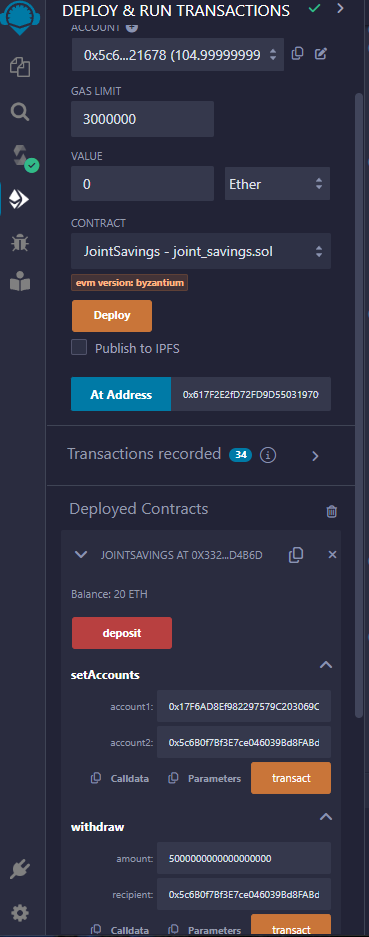 DEPLOY & RUN TRANSACTIONS
ACCOUNT
0x5c6...21678 (104.99999999
GAS LIMIT
3000000
VALUE
0
Ether
CONTRACT
JointSavings - joint_savings.sol
evm version: byzantium
Deploy
Publish to IPFS
At Address
0x617F2E2fD72FD9D55031970
Transactions recorded 34 i
Deployed Contracts
JOINTSAVINGS AT 0X332...D4B6D
Balance: 20 ETH
deposit
setAccounts
account1: 0x17F6AD8Ef982297579C203069C
account2: 0x5c6B0f7Bf3E7ce046039Bd8FABd
Calldata Parameters transact
withdraw
amount: 5000000000000000000
recipient: 0x5c6B0f7Bf3E7ce046039Bd8FABd
Calldata Parameters transact